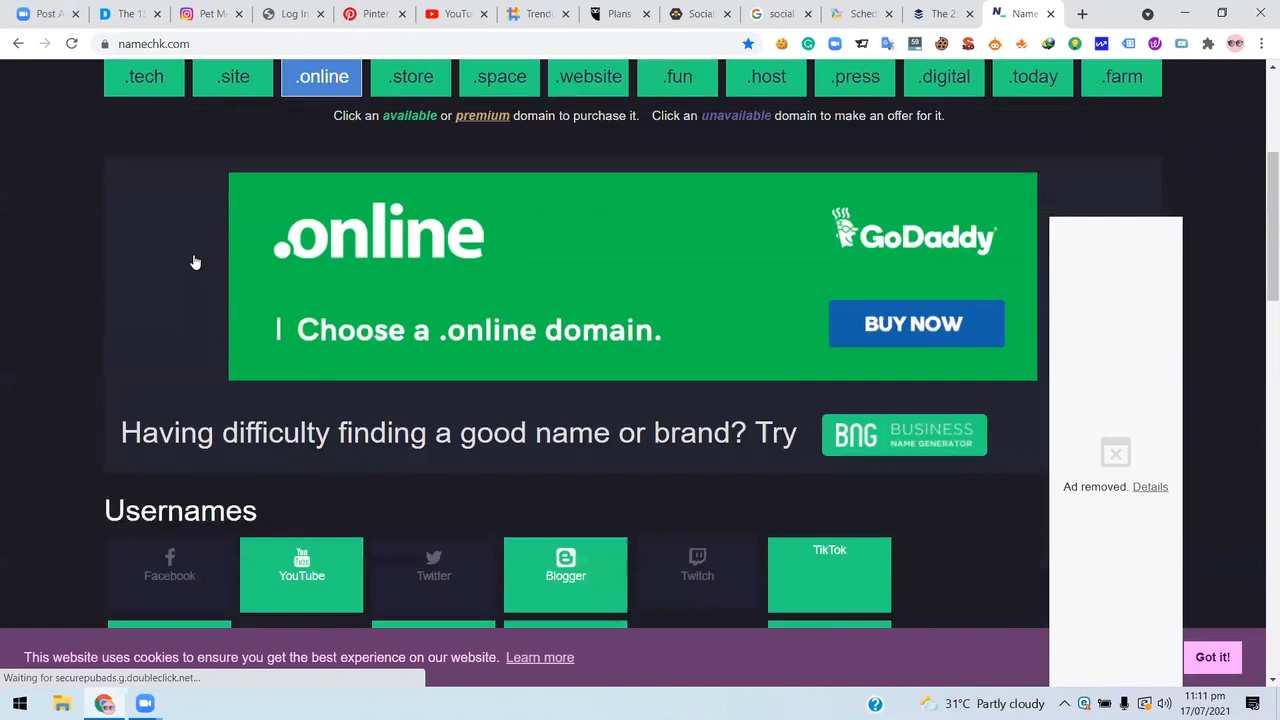 Post A
The 15
Pet M
Log In
Pinter
YouTu
Trendi
Plans
Social
social
Sched
The 2
Name
namechk.com
59
.tech .site .online .store .space .website .fun .host .press .digital .today .farm
Click an available or premium domain to purchase it. Click an unavailable domain to make an offer for it.
.online
GoDaddy
Choose a .online domain.
BUY NOW
Having difficulty finding a good name or brand? Try
BNG BUSINESS
NAME GENERATOR
Ad removed. Details
Usernames
Facebook
YouTube
Twitter
Blogger
Twitch
TikTok
This website uses cookies to ensure you get the best experience on our website. Learn more
Got it!
Waiting for securepubads.g.doubleclick.net...
31°C Partly cloudy
11:11 pm
17/07/2021